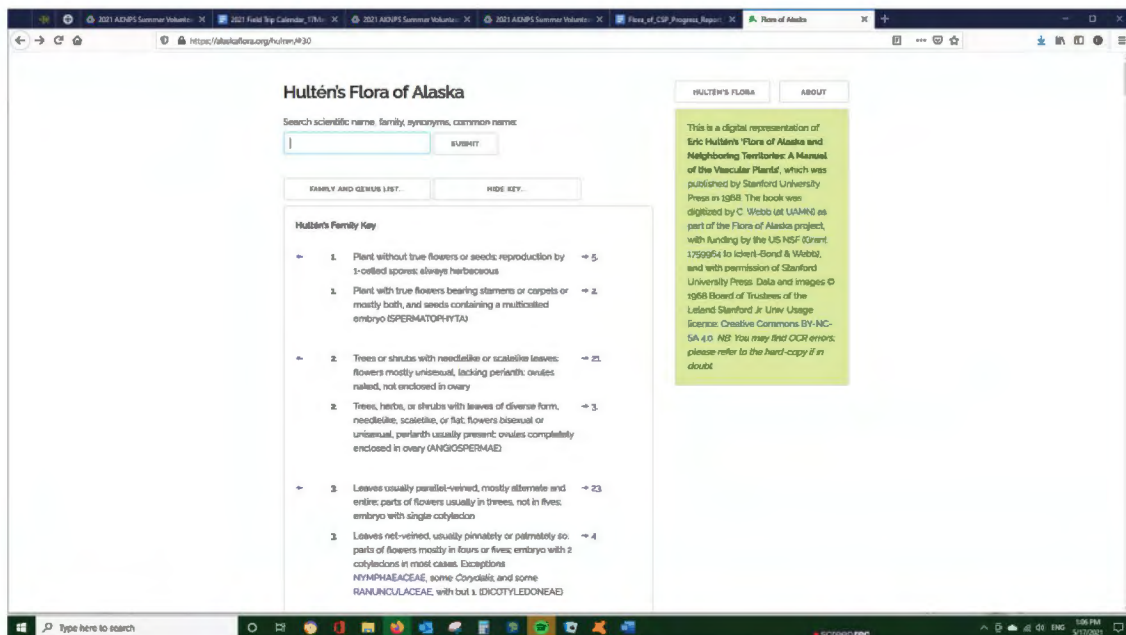 2021 AKNPS Summer Volunte
2021 Field Trip Calendar_17Ma
2021 AKNPS Summer Volunte
2021 AKNPS Summer Volunte
Flora_of_CSP_Progress_Report
Flora of Alaska
https://alaskaflora.org/hulten/#30
Hultén's Flora of Alaska
Search scientific name, family, synonyms, common name:
SUBMIT
FAMILY AND GENUS LIST...
HIDE KEY...
Hultén's Family Key
1. Plant without true flowers or seeds; reproduction by ⇒ 5.
1-celled spores; always herbaceous
1. Plant with true flowers bearing stamens or carpels or ⇒ 2.
mostly both, and seeds containing a multicelled
embryo (SPERMATOPHYTA)
2. Trees or shrubs with needlelike or scalelike leaves; ⇒ 21.
flowers mostly unisexual, lacking perianth; ovules
naked, not enclosed in ovary
2. Trees, herbs, or shrubs with leaves of diverse form, ⇒ 3.
needlelike, scalelike, or flat; flowers bisexual or
unisexual, perianth usually present; ovules completely
enclosed in ovary (ANGIOSPERMAE)
3. Leaves usually parallel-veined, mostly alternate and ⇒ 23.
entire; parts of flowers usually in threes, not in fives;
embryo with single cotyledon
3. Leaves net-veined, usually pinnately or palmately so; ⇒ 4.
parts of flowers mostly in fours or fives; embryo with 2
cotyledons in most cases. Exceptions
NYMPHAEACEAE, some Corydalis, and some
RANUNCULACEAE, with but 1. (DICOTYLEDONEAE)
HULTÉN'S FLORA
ABOUT
This is a digital representation of
Eric Hultén's 'Flora of Alaska and
Neighboring Territories: A Manual
of the Vascular Plants', which was
published by Stanford University
Press in 1968. The book was
digitized by C. Webb (at UAMN) as
part of the Flora of Alaska project,
with funding by the US NSF (Grant
1759964 to Ickert-Bond & Webb),
and with permission of Stanford
University Press. Data and images ©
1968 Board of Trustees of the
Leland Stanford Jr. Univ. Usage
licence: Creative Commons BY-NC-
SA 4.0. NB: You may find OCR errors;
please refer to the hard-copy if in
doubt.
Type here to search
ENG
1:06 PM
5/17/2021